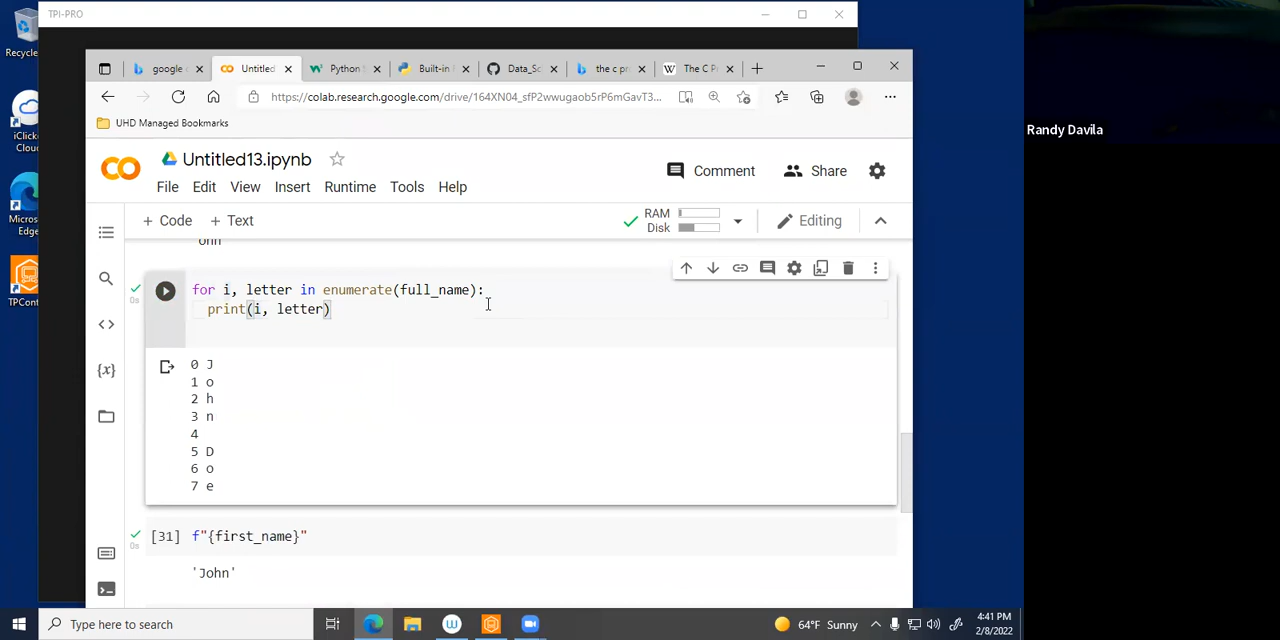 TPI-PRO
Recycle
google c
Untitled
Python
Built-in
Data_Sc
the c pr
The C P
https://colab.research.google.com/drive/164XN04_sfP2wwugaob5rP6mGavT3...
UHD Managed Bookmarks
Randy Davila
iClicke
Cloud
Untitled13.ipynb
Comment
Share
File Edit View Insert Runtime Tools Help
+ Code + Text
RAM
Disk
Editing
Micros
Edge
for i, letter in enumerate(full_name):
print(i, letter)
0s
TPCont
0 J
1 o
2 h
3 n
4
5 D
6 o
7 e
{x}
[31] f"{first_name}"
0s
'John'
Type here to search
64°F Sunny
4:41 PM
2/8/2022